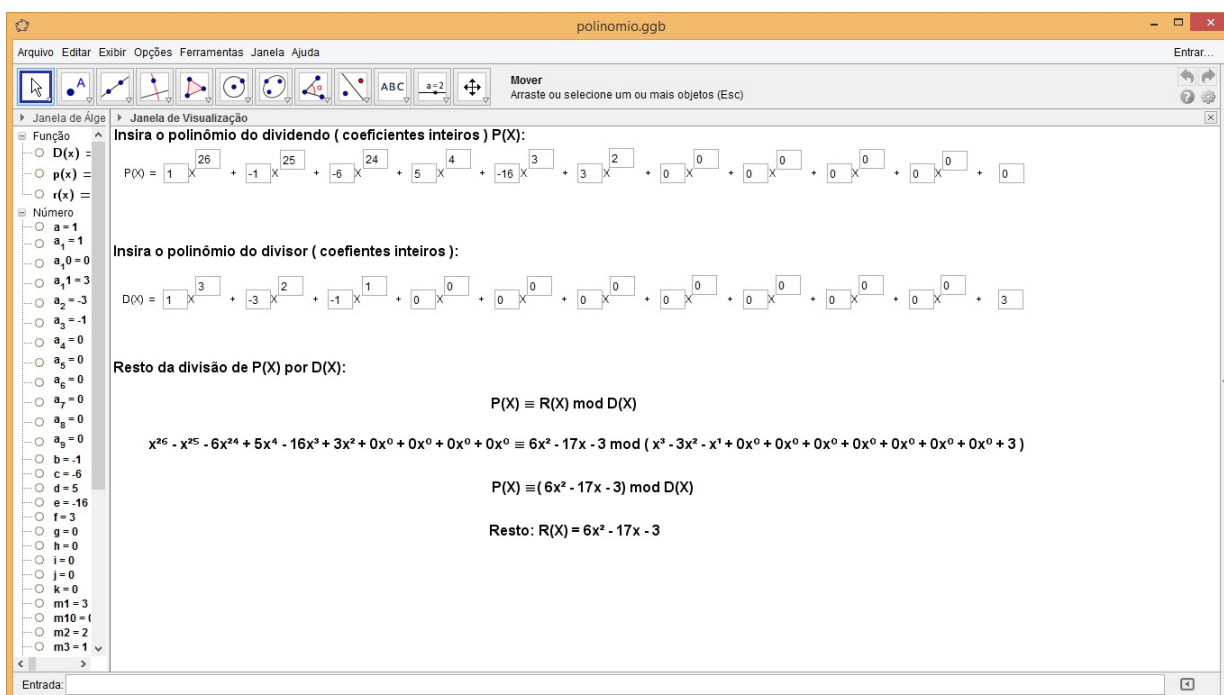 polinomio.ggb
Arquivo Editar Exibir Opções Ferramentas Janela Ajuda
Entrar...
A
ABC
a=2
Mover
Arraste ou selecione um ou mais objetos (Esc)
Janela de Álge
Janela de Visualização
Função
D(x) =
p(x) =
r(x) =
Número
a = 1
a₁ = 1
a₁0 = 0
a₁1 = 3
a₂ = -3
a₃ = -1
a₄ = 0
a₅ = 0
a₆ = 0
a₇ = 0
a₈ = 0
a₉ = 0
b = -1
c = -6
d = 5
e = -16
f = 3
g = 0
h = 0
i = 0
j = 0
k = 0
m1 = 3
m10 = 0
m2 = 2
m3 = 1
Insira o polinômio do dividendo ( coeficientes inteiros ) P(X):
P(X) = 1 X^26 + -1 X^25 + -6 X^24 + 5 X^4 + -16 X^3 + 3 X^2 + 0 X^0 + 0 X^0 + 0 X^0 + 0 X^0 + 0
Insira o polinômio do divisor ( coefientes inteiros ):
D(X) = 1 X^3 + -3 X^2 + -1 X^1 + 0 X^0 + 0 X^0 + 0 X^0 + 0 X^0 + 0 X^0 + 0 X^0 + 0 X^0 + 3
Resto da divisão de P(X) por D(X):
P(X) ≡ R(X) mod D(X)
x²⁶ - x²⁵ - 6x²⁴ + 5x⁴ - 16x³ + 3x² + 0x⁰ + 0x⁰ + 0x⁰ + 0x⁰ ≡ 6x² - 17x - 3 mod ( x³ - 3x² - x¹ + 0x⁰ + 0x⁰ + 0x⁰ + 0x⁰ + 0x⁰ + 0x⁰ + 0x⁰ + 3 )
P(X) ≡( 6x² - 17x - 3) mod D(X)
Resto: R(X) = 6x² - 17x - 3
Entrada: